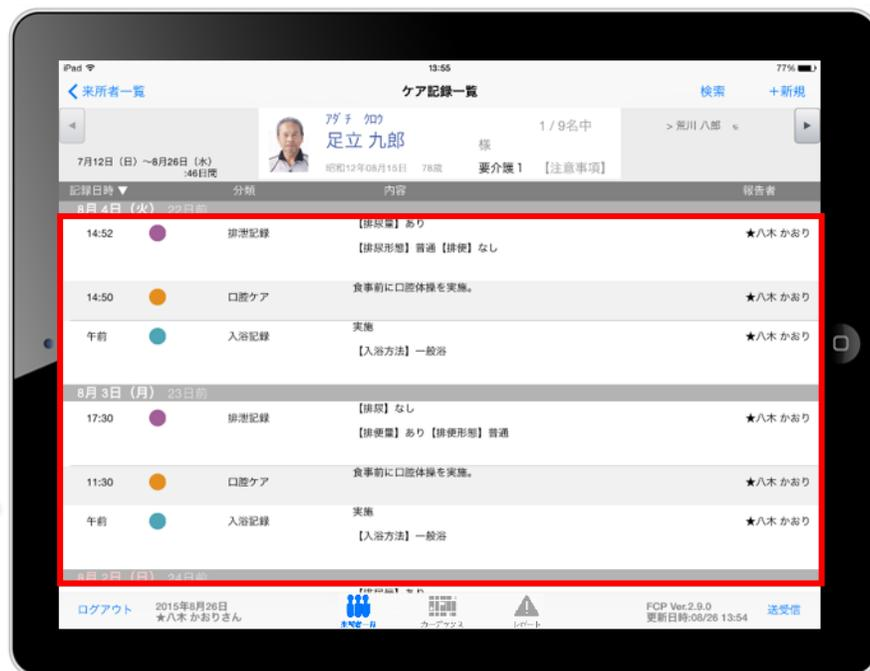 iPad 13:55 77%
来所者一覧 ケア記録一覧 検索 +新規
アダチ クロウ
足立 九郎 様 1 / 9名中 > 荒川 八郎
7月12日（日）～8月26日（水）
:46日間
昭和12年08月15日 78歳 要介護1 【注意事項】
記録日時▼ 分類 内容 報告者
8月 4日（火） 22日前
14:52 排泄記録 【排尿量】あり ★八木 かおり
【排尿形態】普通【排便】なし
14:50 口腔ケア 食事前に口腔体操を実施。 ★八木 かおり
午前 入浴記録 実施 ★八木 かおり
【入浴方法】一般浴
8月 3日（月） 23日前
17:30 排泄記録 【排尿】なし ★八木 かおり
【排便量】あり【排便形態】普通
11:30 口腔ケア 食事前に口腔体操を実施。 ★八木 かおり
午前 入浴記録 実施 ★八木 かおり
【入浴方法】一般浴
8月 2日（日） 24日前
ログアウト 2015年8月26日
★八木 かおりさん
レポート
FCP Ver.2.9.0
更新日時:08/26 13:54
送受信